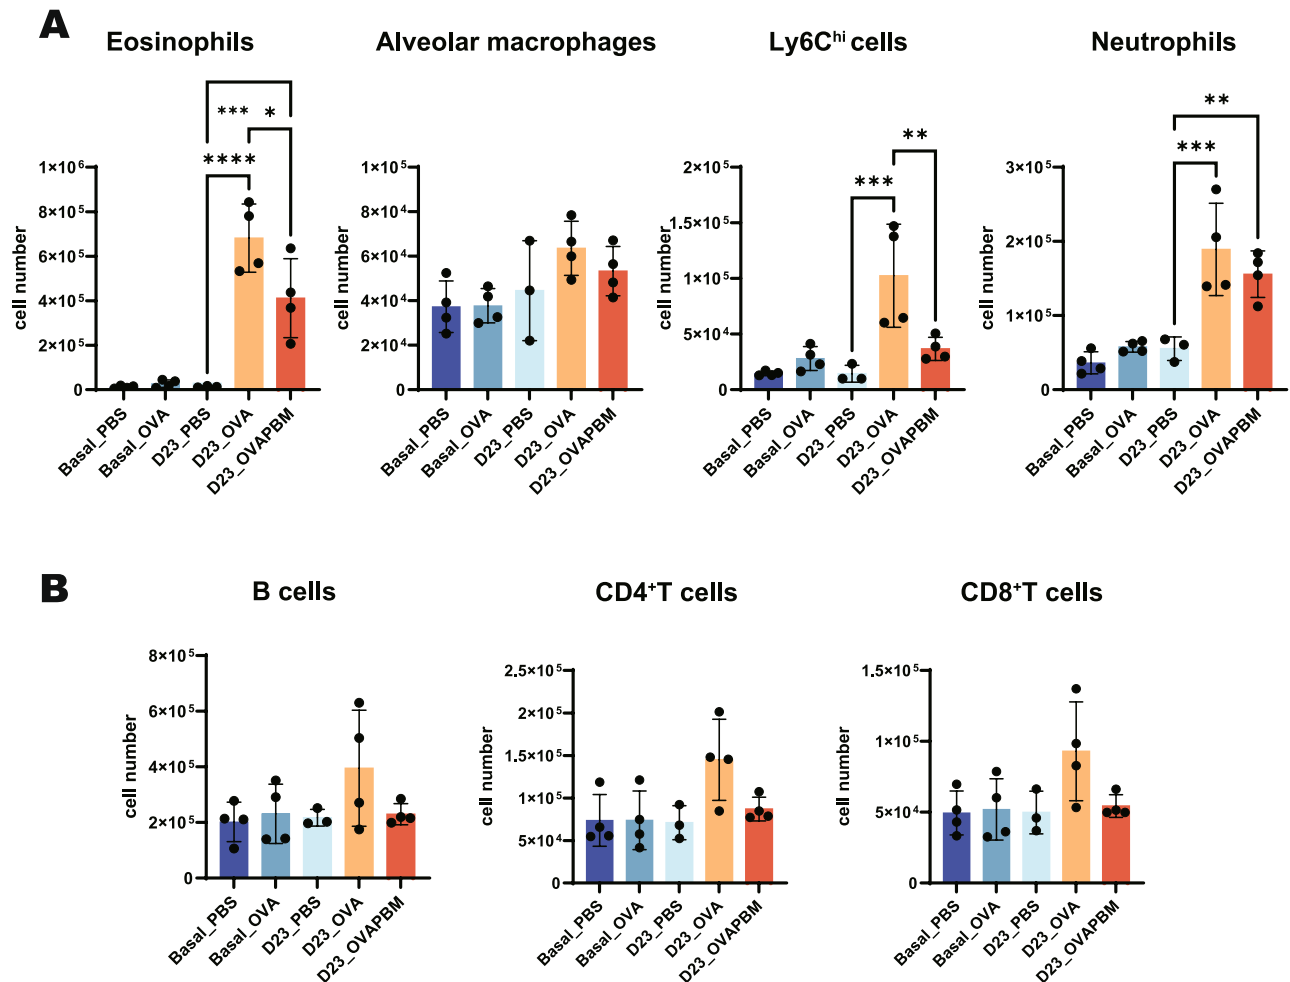 A
Eosinophils
Alveolar macrophages
Ly6Cʰⁱ cells
Neutrophils
cell number
1×10⁶
8×10⁵
6×10⁵
4×10⁵
2×10⁵
0
***
*
****
Basal_PBS
Basal_OVA
D23_PBS
D23_OVA
D23_OVAPBM
cell number
1×10⁵
8×10⁴
6×10⁴
4×10⁴
2×10⁴
0
Basal_PBS
Basal_OVA
D23_PBS
D23_OVA
D23_OVAPBM
cell number
2×10⁵
1.5×10⁵
1×10⁵
5×10⁴
0
**
***
Basal_PBS
Basal_OVA
D23_PBS
D23_OVA
D23_OVAPBM
cell number
3×10⁵
2×10⁵
1×10⁵
0
**
***
Basal_PBS
Basal_OVA
D23_PBS
D23_OVA
D23_OVAPBM
B
B cells
CD4⁺T cells
CD8⁺T cells
cell number
8×10⁵
6×10⁵
4×10⁵
2×10⁵
0
Basal_PBS
Basal_OVA
D23_PBS
D23_OVA
D23_OVAPBM
cell number
2.5×10⁵
2×10⁵
1.5×10⁵
1×10⁵
5×10⁴
0
Basal_PBS
Basal_OVA
D23_PBS
D23_OVA
D23_OVAPBM
cell number
1.5×10⁵
1×10⁵
5×10⁴
0
Basal_PBS
Basal_OVA
D23_PBS
D23_OVA
D23_OVAPBM